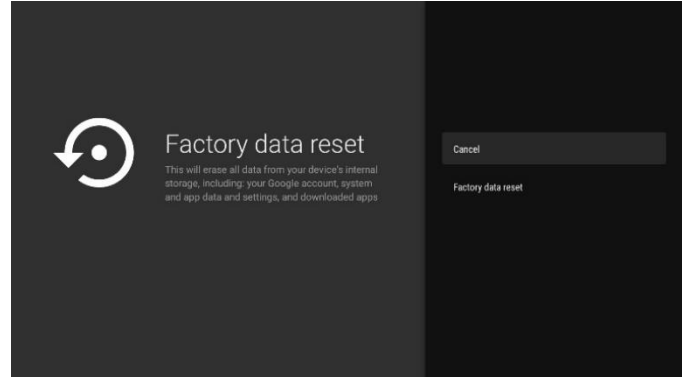 Factory data reset
This will erase all data from your device's internal
storage, including: your Google account, system
and app data and settings, and downloaded apps
Cancel
Factory data reset